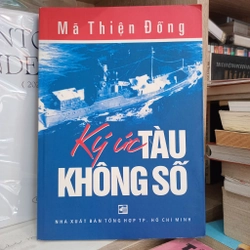 Mã Thiện Đồng
Ký ức TÀU
KHÔNG SỐ
NHÀ XUẤT BẢN TỔNG HỢP TP. HỒ CHÍ MINH